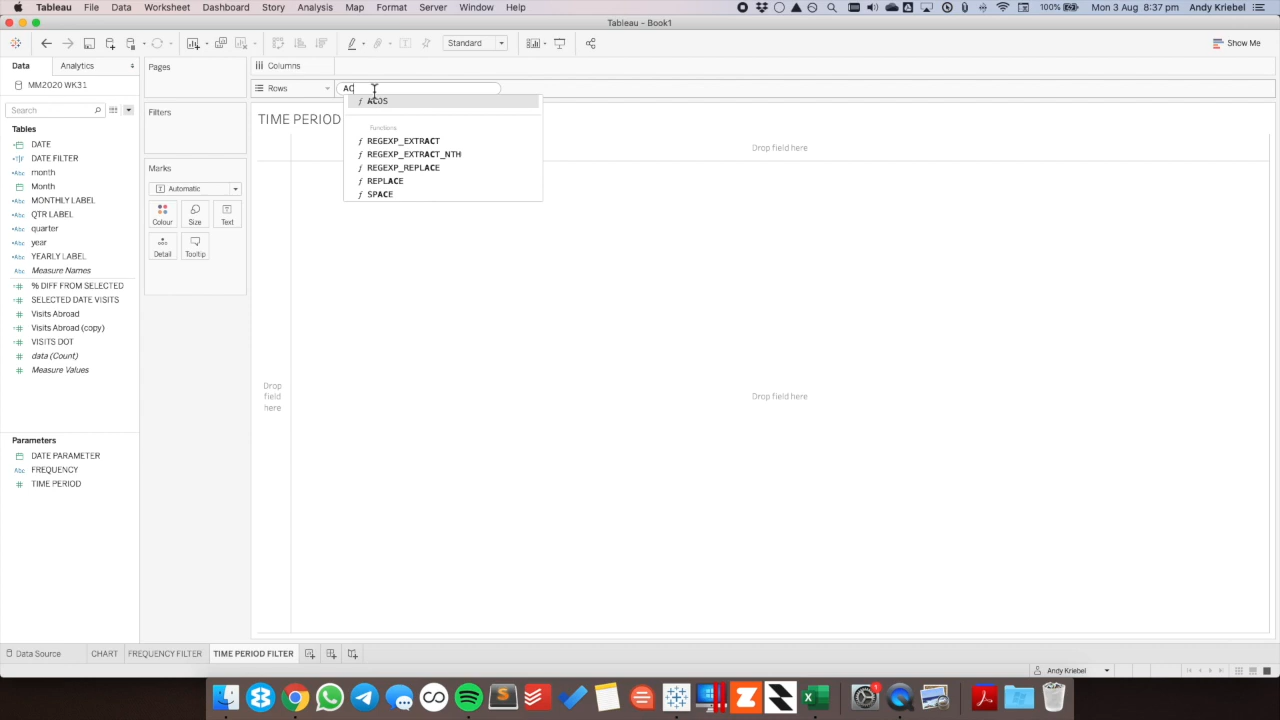 Tableau File Data Worksheet Dashboard Story Analysis Map Format Server Window Help 100% Mon 3 Aug 8:37 pm Andy Kriebel
Tableau - Book1
Standard Show Me
Data Analytics Pages Columns
MM2020 WK31 Rows AC
Search Filters
ACOS
TIME PERIOD
Functions
REGEXP_EXTRACT
REGEXP_EXTRACT_NTH
REGEXP_REPLACE
REPLACE
SPACE
Tables
DATE
DATE FILTER
month
Month
MONTHLY LABEL
QTR LABEL
quarter
year
YEARLY LABEL
Measure Names
% DIFF FROM SELECTED
SELECTED DATE VISITS
Visits Abroad
Visits Abroad (copy)
VISITS DOT
data (Count)
Measure Values
Parameters
DATE PARAMETER
FREQUENCY
TIME PERIOD
Marks
Automatic
Colour Size Text
Detail Tooltip
Drop field here
Drop
field
here
Drop field here
Data Source CHART FREQUENCY FILTER TIME PERIOD FILTER
Andy Kriebel